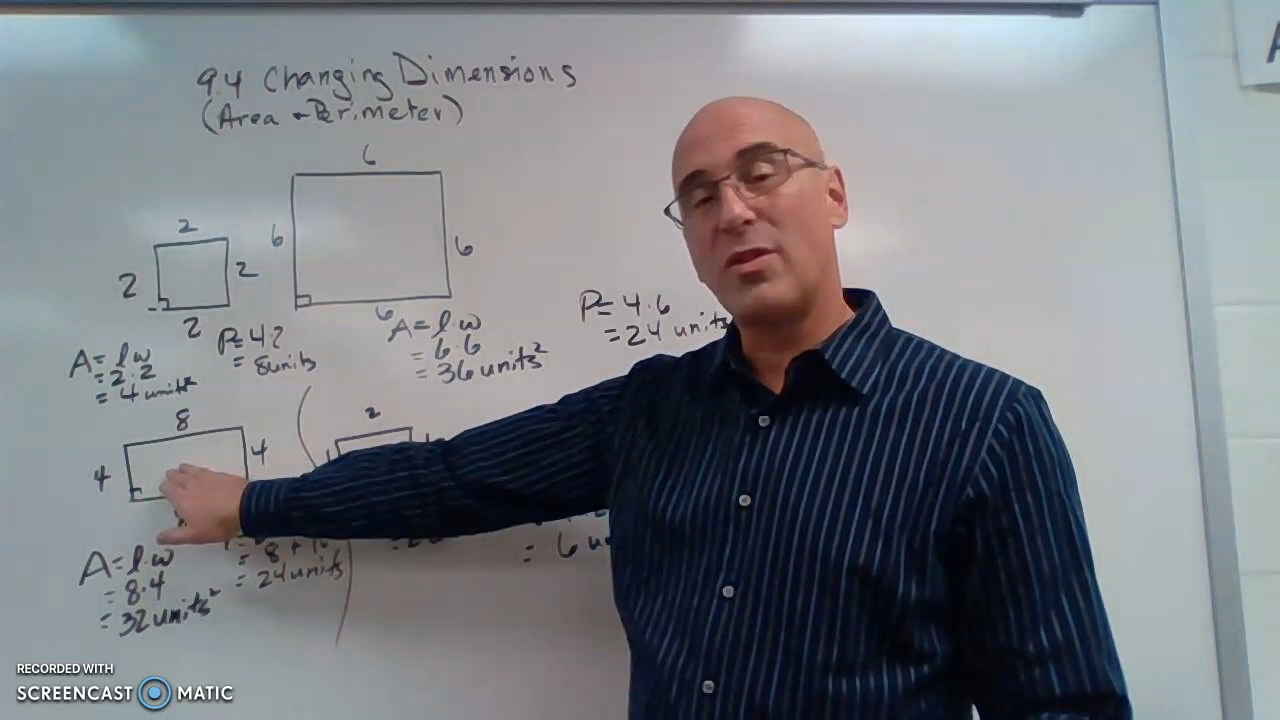 9.4 Changing Dimensions
(Area + Perimeter)
6
2
6
6
2
2
2
6
A = l·w
= 2·2
= 4 units²
P = 4·2
= 8 units
A = l·w
= 6·6
= 36 units²
P = 4·6
= 24 units
8
4
4
2
A = l·w
= 8·4
= 32 units²
= 8 + 16
= 24 units
= 6
A
RECORDED WITH
SCREENCAST MATIC